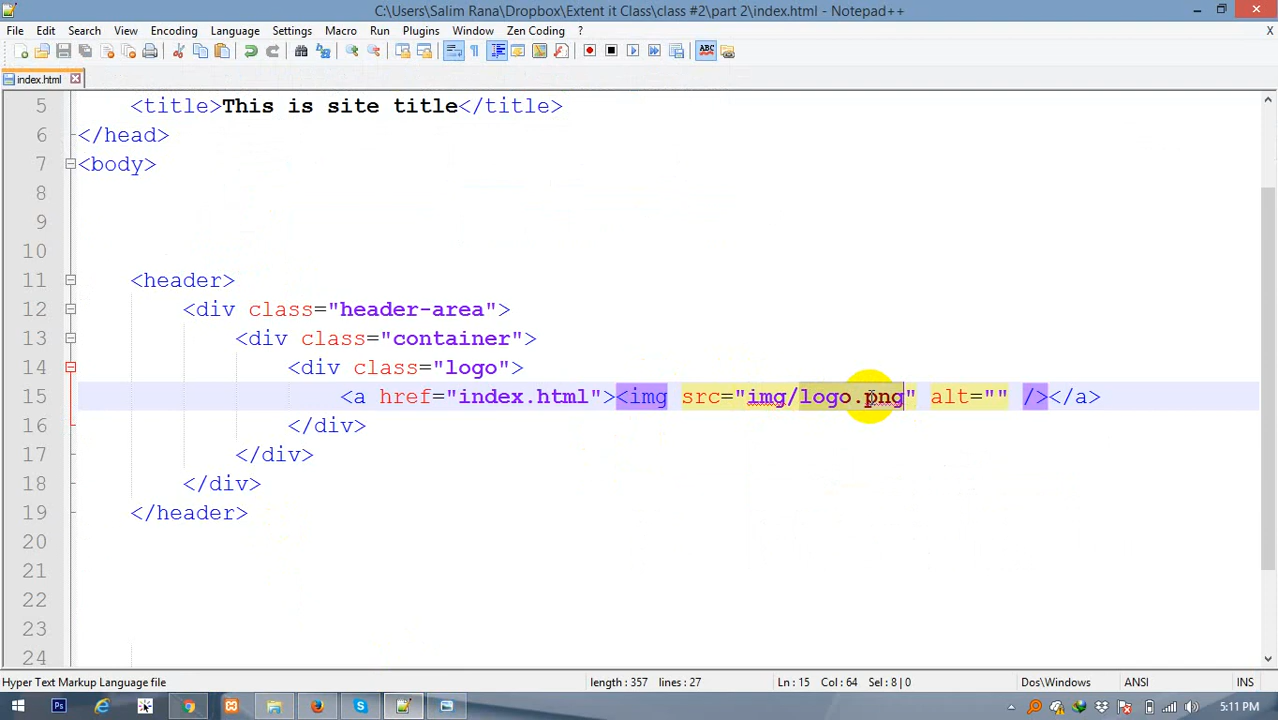 C:\Users\Salim Rana\Dropbox\Extent it Class\class #2\part 2\index.html - Notepad++
File Edit Search View Encoding Language Settings Macro Run Plugins Window Zen Coding ? X
ABC
index.html
5 <title>This is site title</title>
6 </head>
7 <body>
8
9
10
11 <header>
12 <div class="header-area">
13 <div class="container">
14 <div class="logo">
15 <a href="index.html"><img src="img/logo.png" alt="" /></a>
16 </div>
17 </div>
18 </div>
19 </header>
20
21
22
23
24
Hyper Text Markup Language file length : 357 lines : 27 Ln : 15 Col : 64 Sel : 8 | 0 Dos\Windows ANSI INS
Ps 5:11 PM